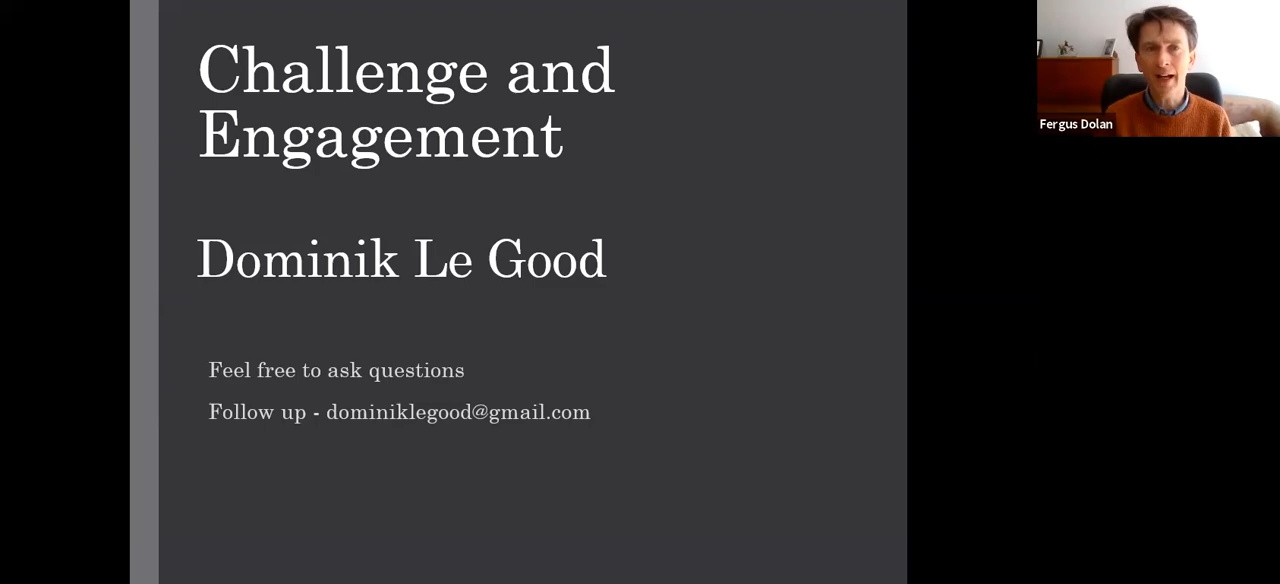 Challenge and
Engagement
Dominik Le Good
Feel free to ask questions
Follow up - dominiklegood@gmail.com
Fergus Dolan